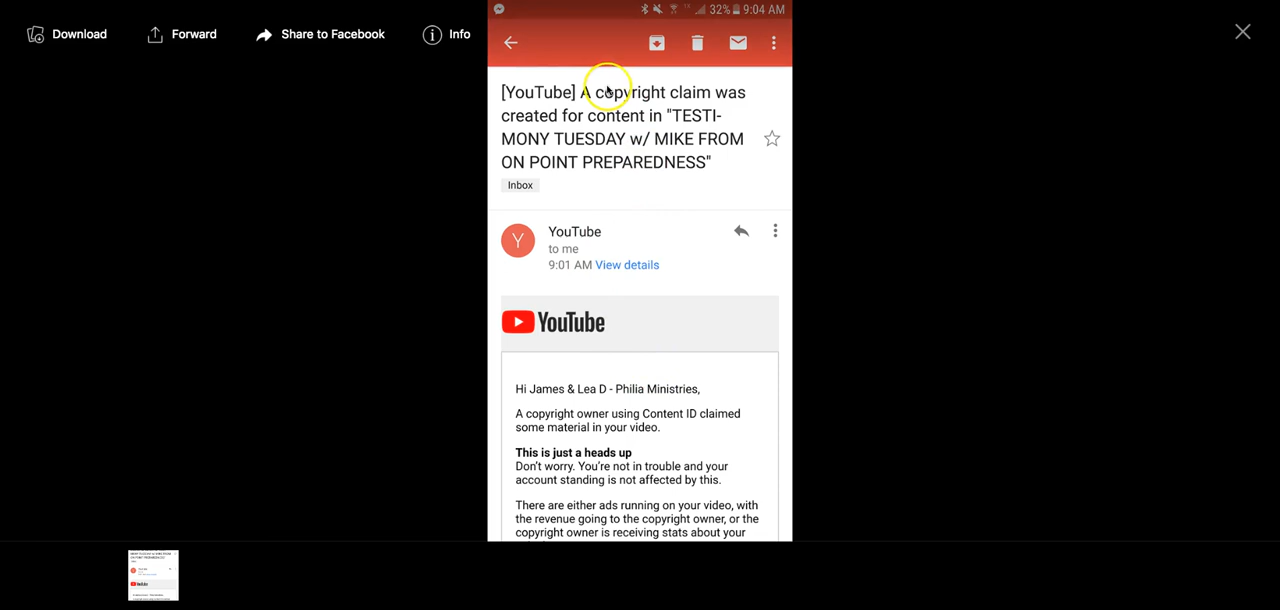 Download
Forward
Share to Facebook
Info
32% 9:04 AM
[YouTube] A copyright claim was
created for content in "TESTI-
MONY TUESDAY w/ MIKE FROM
ON POINT PREPAREDNESS"
Inbox
Y
YouTube
to me
9:01 AM View details
YouTube
Hi James & Lea D - Philia Ministries,
A copyright owner using Content ID claimed
some material in your video.
This is just a heads up
Don't worry. You're not in trouble and your
account standing is not affected by this.
There are either ads running on your video, with
the revenue going to the copyright owner, or the
copyright owner is receiving stats about your